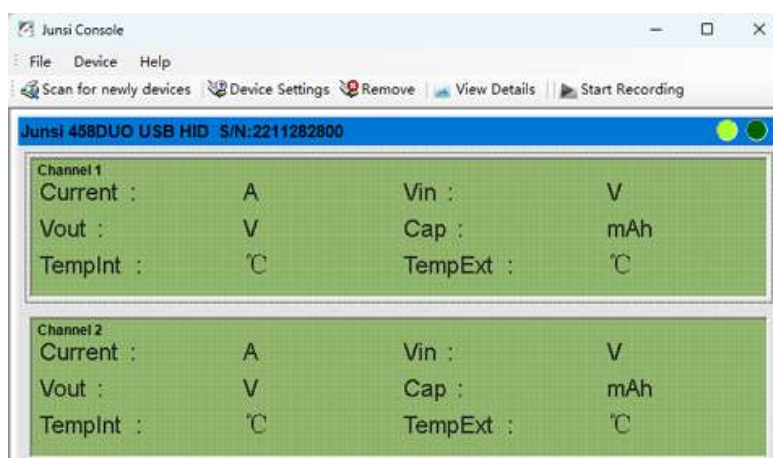 Junsi Console
File Device Help
Scan for newly devices Device Settings Remove View Details Start Recording
Junsi 458DUO USB HID S/N:2211282800
Channel 1
Current : A Vin : V
Vout : V Cap : mAh
TempInt : ℃ TempExt : ℃
Channel 2
Current : A Vin : V
Vout : V Cap : mAh
TempInt : ℃ TempExt : ℃